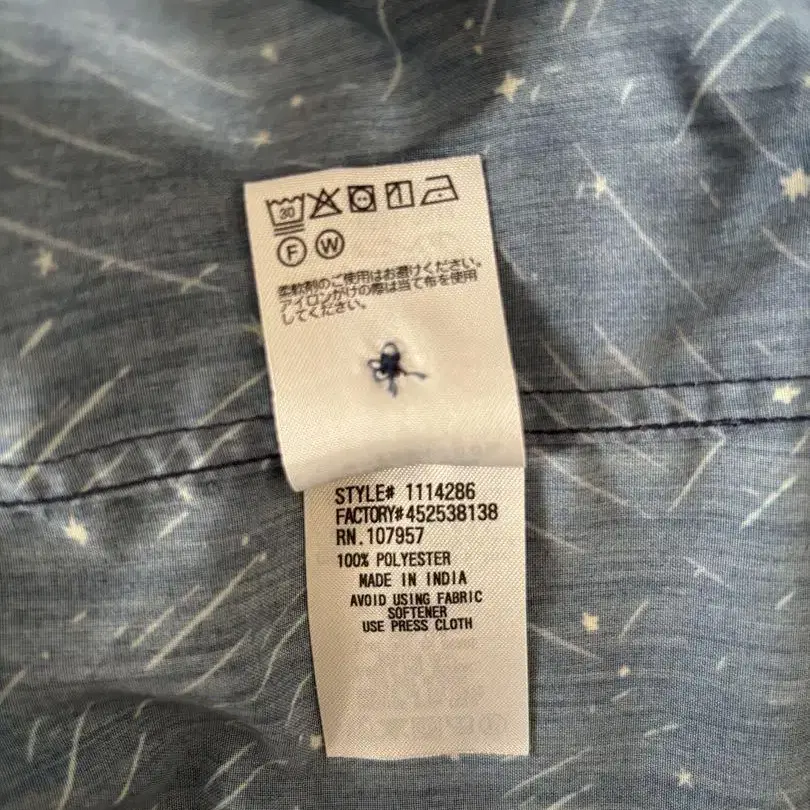 30
F W
柔軟剤のご使用はお避けください。
アイロンがけの際は当て布を使用
してください。
STYLE# 1114286
FACTORY#452538138
RN.107957
100% POLYESTER
MADE IN INDIA
AVOID USING FABRIC
SOFTENER
USE PRESS CLOTH